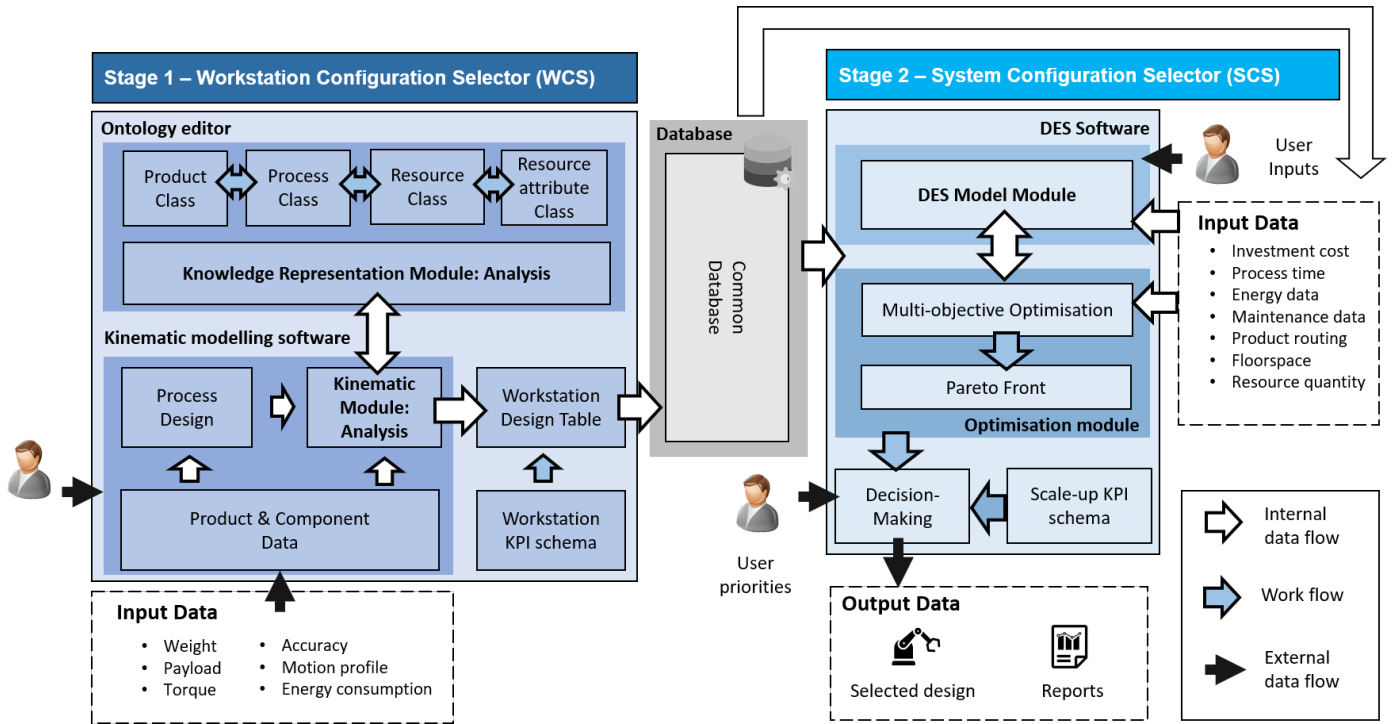 Stage 1 – Workstation Configuration Selector (WCS)
Ontology editor
Product
Class
Process
Class
Resource
Class
Resource
attribute
Class
Knowledge Representation Module: Analysis
Kinematic modelling software
Process
Design
Kinematic
Module:
Analysis
Workstation
Design Table
Product & Component
Data
Workstation
KPI schema
Input Data
• Weight
• Payload
• Torque
• Accuracy
• Motion profile
• Energy consumption
Database
Common
Database
Stage 2 – System Configuration Selector (SCS)
DES Software
DES Model Module
User
Inputs
Input Data
• Investment cost
• Process time
• Energy data
• Maintenance data
• Product routing
• Floorspace
• Resource quantity
Multi-objective Optimisation
Pareto Front
Optimisation module
Decision-
Making
Scale-up KPI
schema
User
priorities
Output Data
Selected design
Reports
Internal
data flow
Work flow
External
data flow